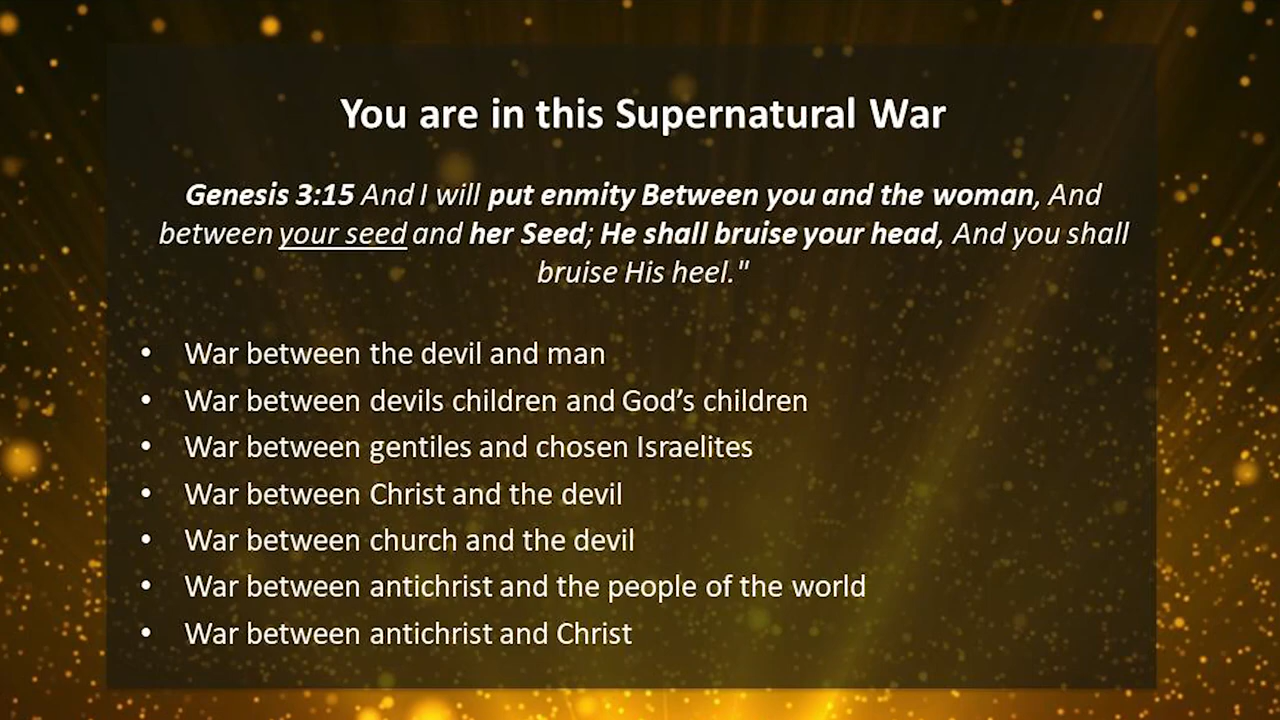 You are in this Supernatural War
Genesis 3:15 And I will put enmity Between you and the woman, And
between your seed and her Seed; He shall bruise your head, And you shall
bruise His heel."
• War between the devil and man
• War between devils children and God’s children
• War between gentiles and chosen Israelites
• War between Christ and the devil
• War between church and the devil
• War between antichrist and the people of the world
• War between antichrist and Christ